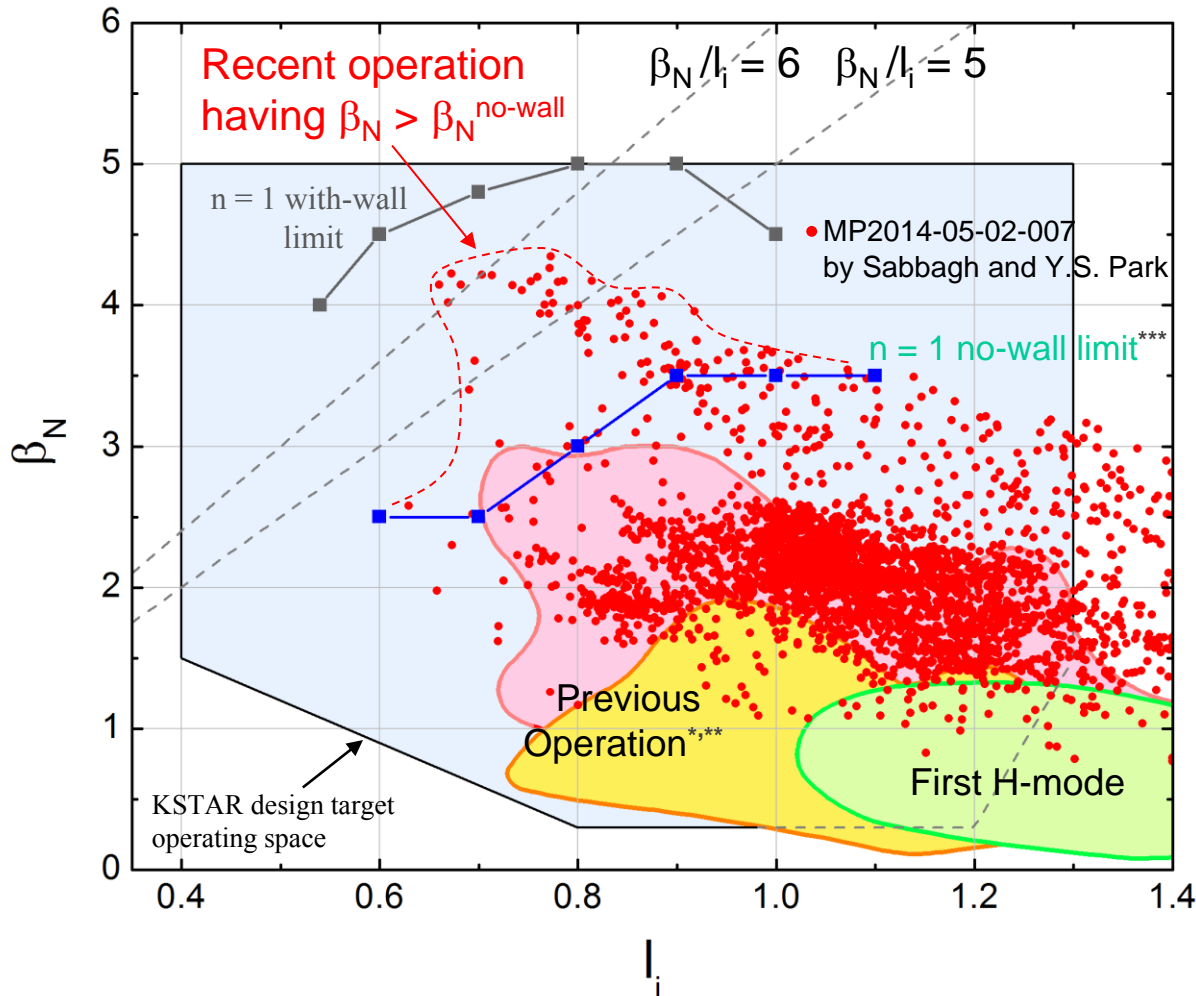 6
5
4
3
2
1
0
β_N
Recent operation
having β_N > β_N^no-wall
β_N/l_i = 6 β_N/l_i = 5
n = 1 with-wall
limit
MP2014-05-02-007
by Sabbagh and Y.S. Park
n = 1 no-wall limit***
Previous
Operation*,**
First H-mode
KSTAR design target
operating space
0.4 0.6 0.8 1.0 1.2 1.4
l_i